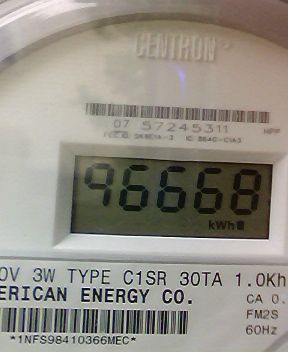 CENTRON
07 57245311 HPP
96668
kWh
0V 3W TYPE C1SR 30TA 1.0Kh
ERICAN ENERGY CO.
CA 0.
FM2S
60Hz
*1NFS98410366MEC*